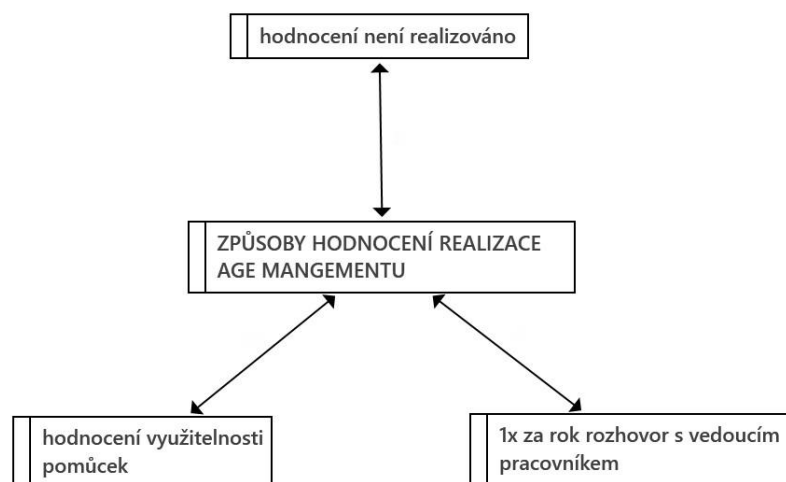 hodnocení není realizováno
ZPŮSOBY HODNOCENÍ REALIZACE
AGE MANGEMENTU
hodnocení využitelnosti
pomůcek
1x za rok rozhovor s vedoucím
pracovníkem